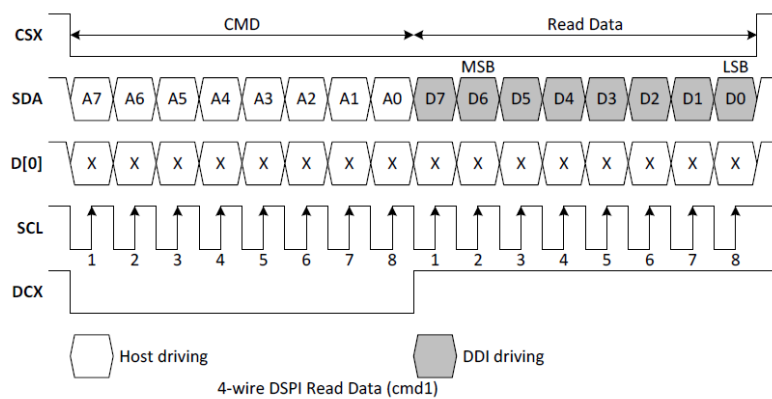 CSX CMD Read Data
MSB LSB
SDA A7 A6 A5 A4 A3 A2 A1 A0 D7 D6 D5 D4 D3 D2 D1 D0
D[0] X X X X X X X X X X X X X X X X
SCL
1 2 3 4 5 6 7 8 1 2 3 4 5 6 7 8
DCX
Host driving DDI driving
4-wire DSPI Read Data (cmd1)